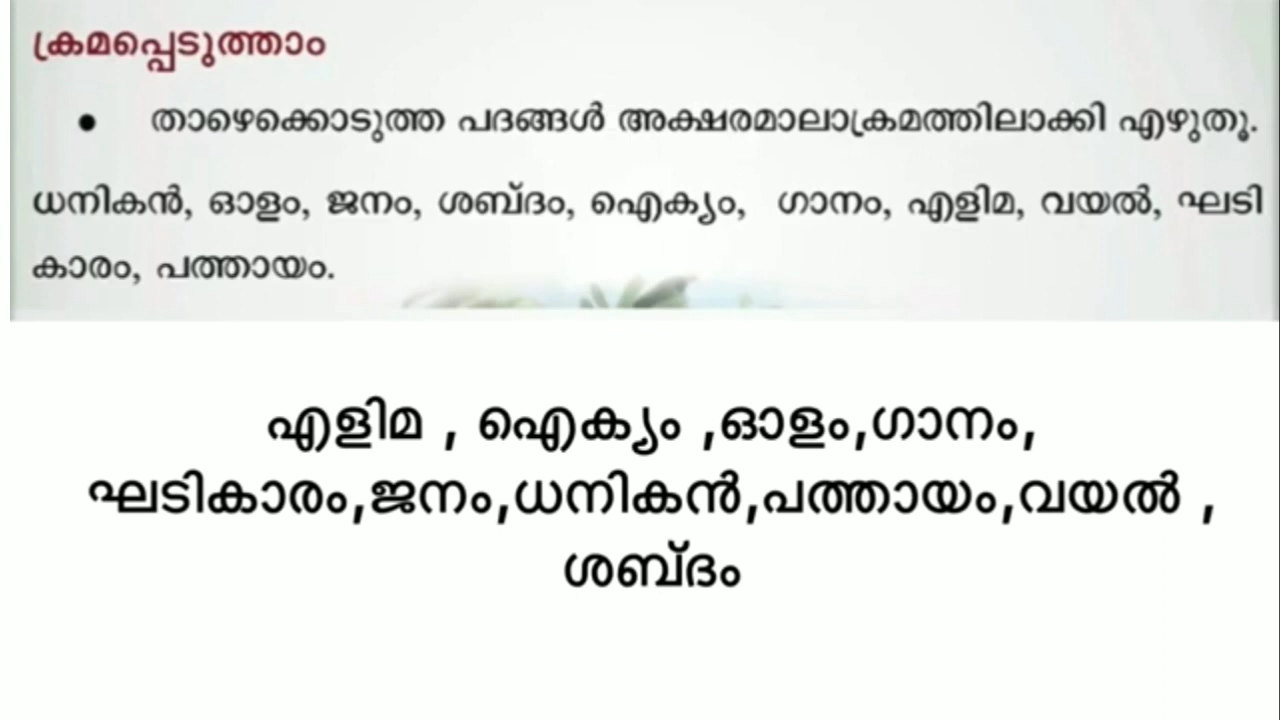 ക്രമപ്പെടുത്താം
• താഴെക്കൊടുത്ത പദങ്ങൾ അക്ഷരമാലാക്രമത്തിലാക്കി എഴുതൂ.
ധനികൻ, ഓളം, ജനം, ശബ്ദം, ഐക്യം, ഗാനം, എളിമ, വയൽ, ഘടി
കാരം, പത്തായം.
എളിമ , ഐക്യം ,ഓളം,ഗാനം,
ഘടികാരം,ജനം,ധനികൻ,പത്തായം,വയൽ ,
ശബ്ദം